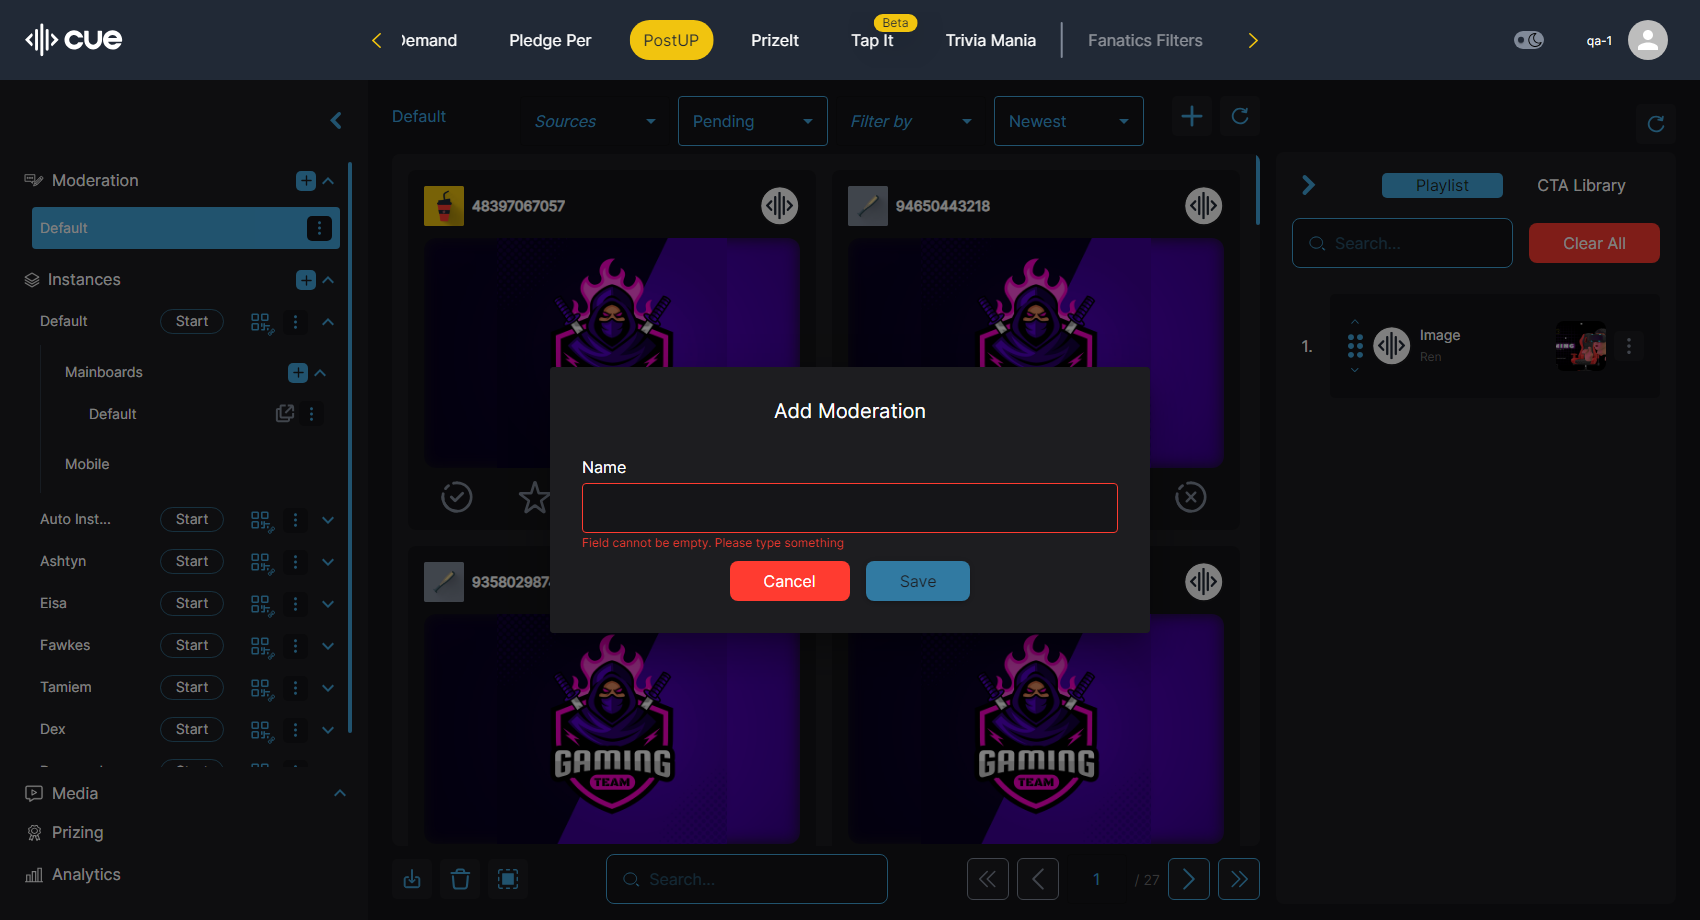 cue
Demand
Pledge Per
PostUP
PrizeIt
Beta
Tap It
Trivia Mania
Fanatics Filters
qa-1
Default
Sources
Pending
Filter by
Newest
Moderation
Default
Instances
Default
Start
Mainboards
Default
Mobile
Auto Inst...
Start
Ashtyn
Start
Eisa
Start
Fawkes
Start
Tamiem
Start
Dex
Start
Media
Prizing
Analytics
48397067057
94650443218
Add Moderation
Name
Field cannot be empty. Please type something
Cancel
Save
GAMING
TEAM
GAMING
TEAM
Search...
1
/ 27
Playlist
CTA Library
Search...
Clear All
1.
Image
Ren